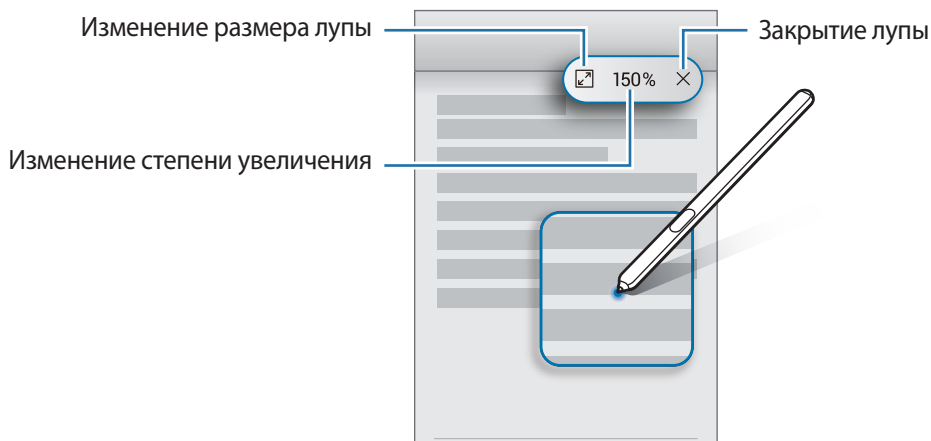 Изменение размера лупы
Закрытие лупы
150%
Изменение степени увеличения